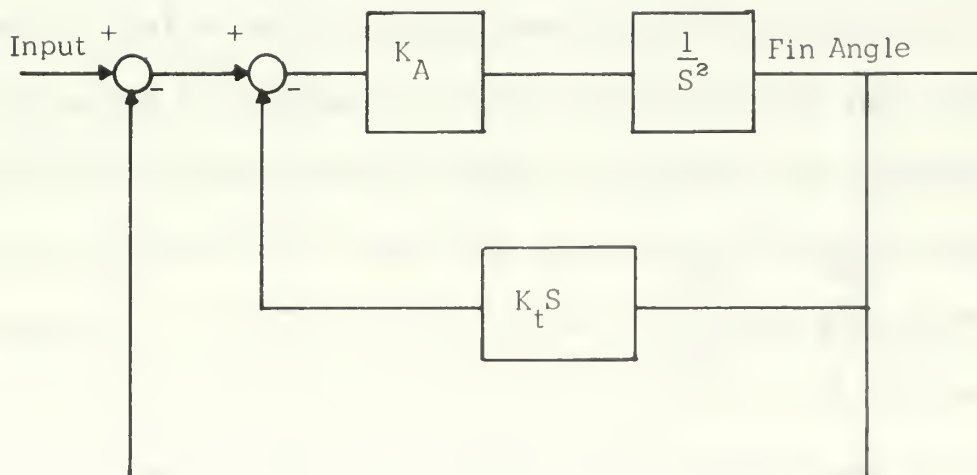 Input + + K_A 1/S² Fin Angle
- -
K_t S